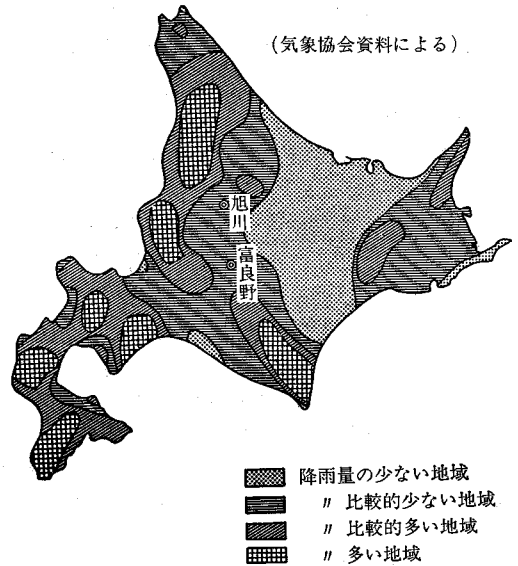 (気象協会資料による)
旭川
富良野
降雨量の少ない地域
〃 比較的少ない地域
〃 比較的多い地域
〃 多い地域